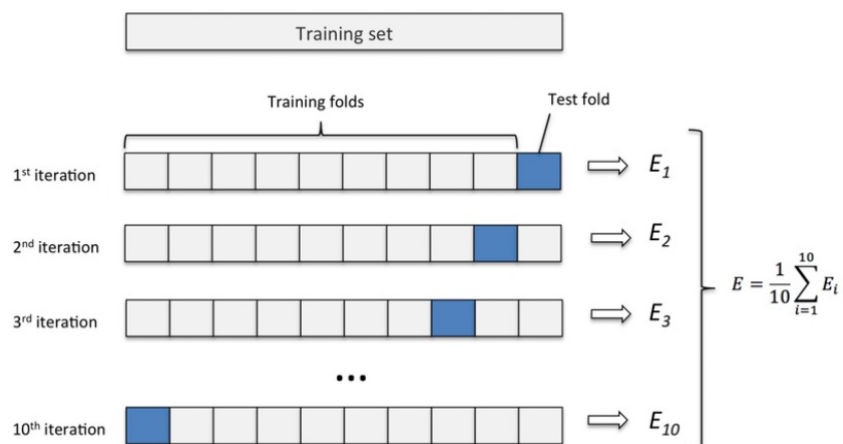 Training set
Training folds
Test fold
1st iteration
E1
2nd iteration
E2
3rd iteration
E3
E = 1/10 10∑i=1 Ei
...
10th iteration
E10